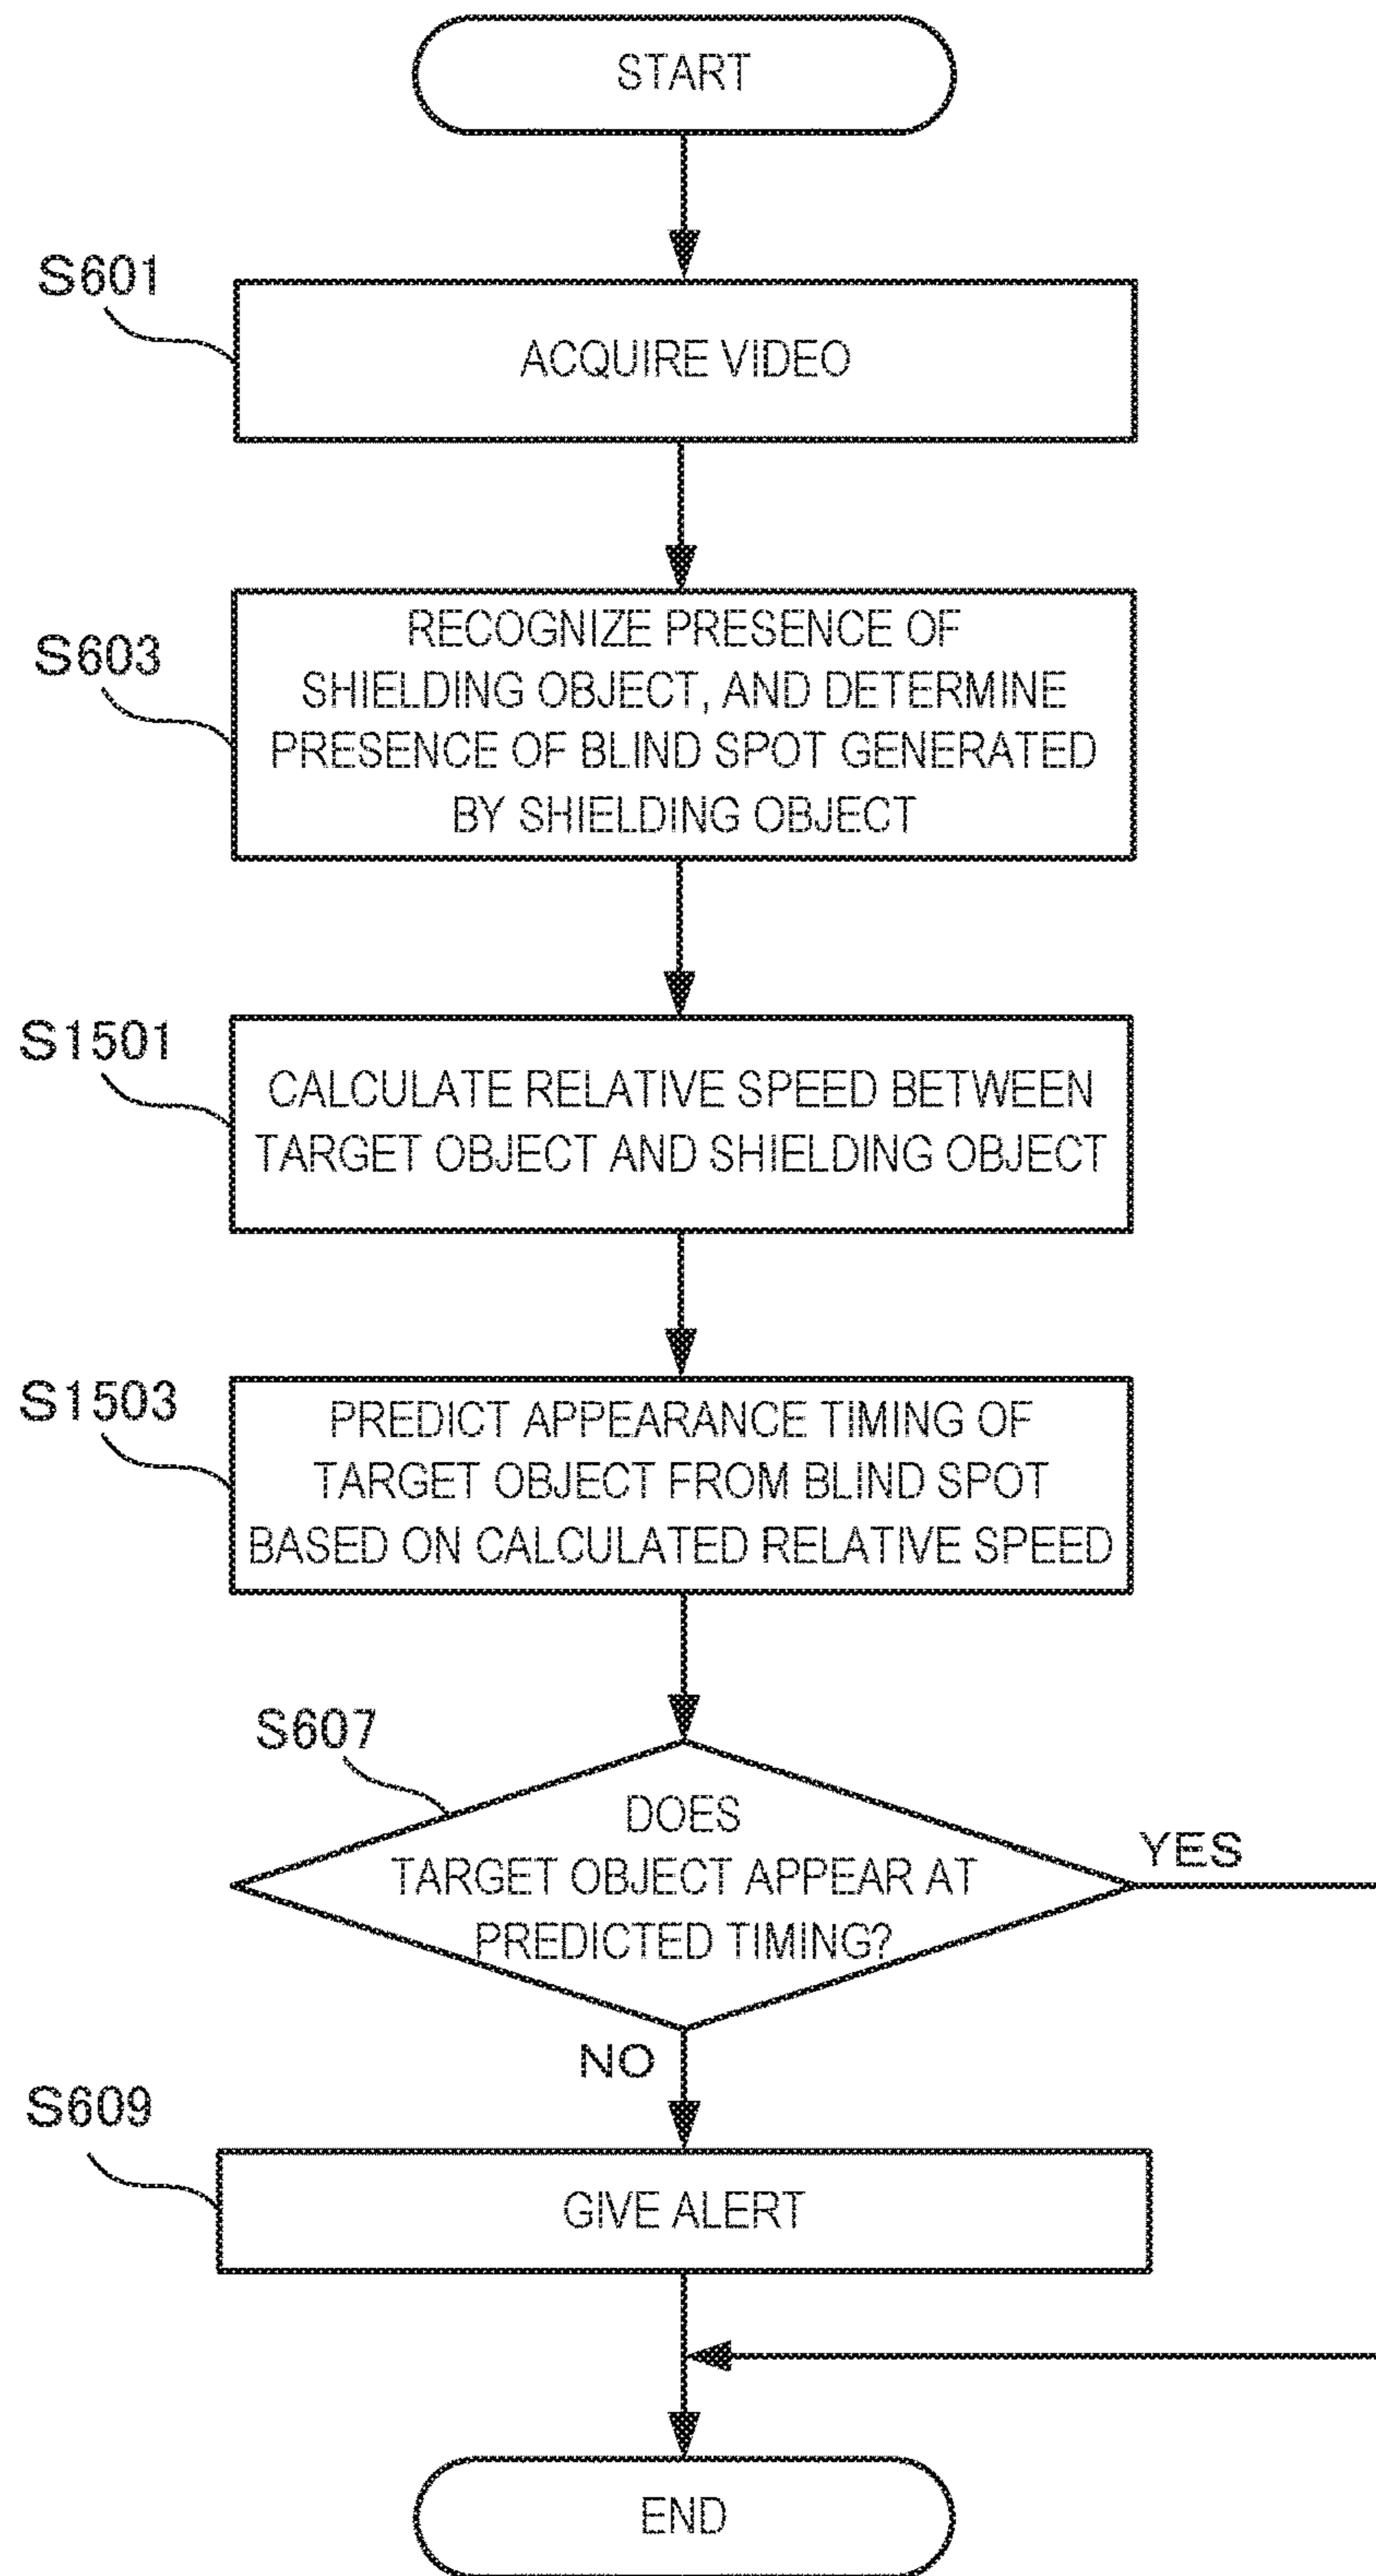 START
S601
ACQUIRE VIDEO
S603
RECOGNIZE PRESENCE OF
SHIELDING OBJECT, AND DETERMINE
PRESENCE OF BLIND SPOT GENERATED
BY SHIELDING OBJECT
S1501
CALCULATE RELATIVE SPEED BETWEEN
TARGET OBJECT AND SHIELDING OBJECT
S1503
PREDICT APPEARANCE TIMING OF
TARGET OBJECT FROM BLIND SPOT
BASED ON CALCULATED RELATIVE SPEED
S607
DOES
TARGET OBJECT APPEAR AT
PREDICTED TIMING?
YES
NO
S609
GIVE ALERT
END